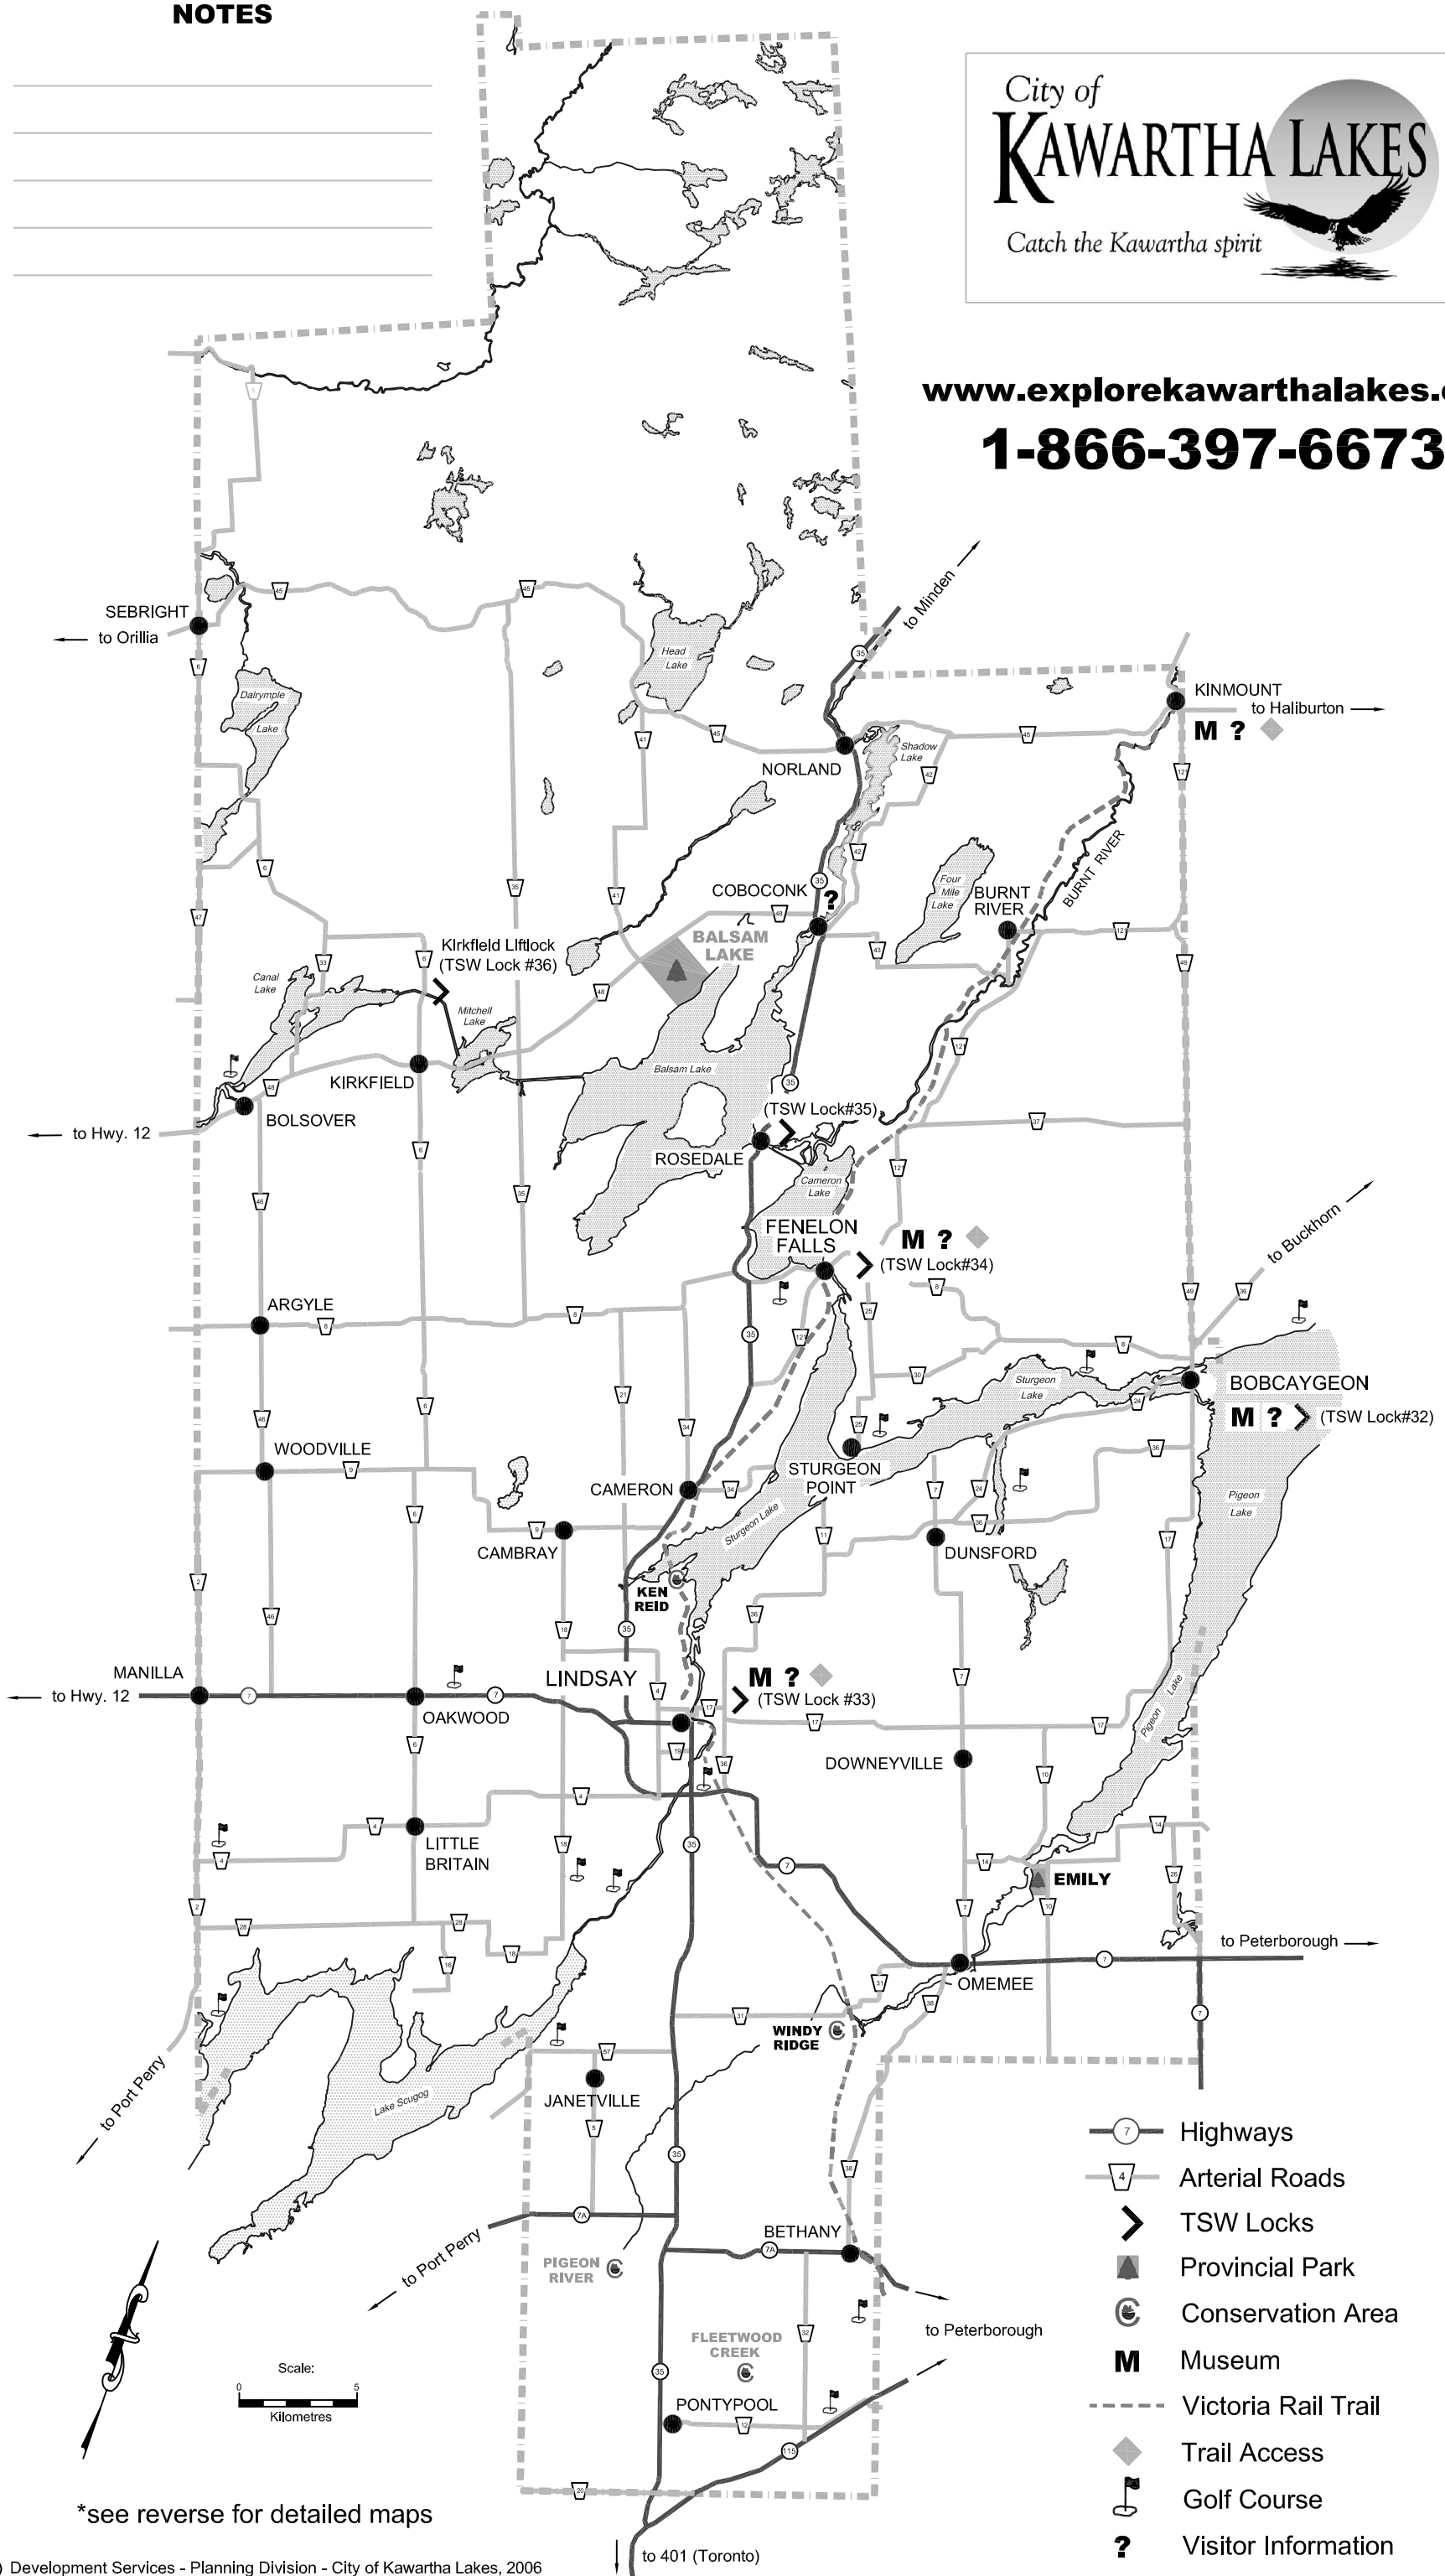 NOTES
City of
KAWARTHA LAKES
Catch the Kawartha spirit
www.explorekawarthalakes.
1-866-397-6673
to Minden
SEBRIGHT
to Orillia
Head
Lake
Dalrymple
Lake
KINMOUNT
to Haliburton
M ?
NORLAND
Shadow
Lake
BURNT RIVER
COBOCONK
?
Four
Mile
Lake
BURNT
RIVER
BALSAM
LAKE
Kirkfield Liftlock
(TSW Lock #36)
Canal
Lake
Mitchell
Lake
Balsam Lake
KIRKFIELD
BOLSOVER
to Hwy. 12
(TSW Lock#35)
ROSEDALE
Cameron
Lake
FENELON
FALLS
M ?
(TSW Lock#34)
to Buckhorn
ARGYLE
Sturgeon
Lake
BOBCAYGEON
M ?
(TSW Lock#32)
WOODVILLE
STURGEON
POINT
CAMERON
Sturgeon Lake
Pigeon
Lake
CAMBRAY
DUNSFORD
KEN
REID
MANILLA
to Hwy. 12
LINDSAY
M ?
(TSW Lock #33)
OAKWOOD
Pigeon Lake
DOWNEYVILLE
LITTLE
BRITAIN
EMILY
to Peterborough
OMEMEE
WINDY
RIDGE
to Port Perry
Lake Scugog
JANETVILLE
to Port Perry
BETHANY
PIGEON
RIVER
to Peterborough
FLEETWOOD
CREEK
PONTYPOOL
7 Highways
4 Arterial Roads
TSW Locks
Provincial Park
Conservation Area
M Museum
Victoria Rail Trail
Trail Access
Golf Course
? Visitor Information
Scale:
0 5
Kilometres
*see reverse for detailed maps
to 401 (Toronto)
) Development Services - Planning Division - City of Kawartha Lakes, 2006